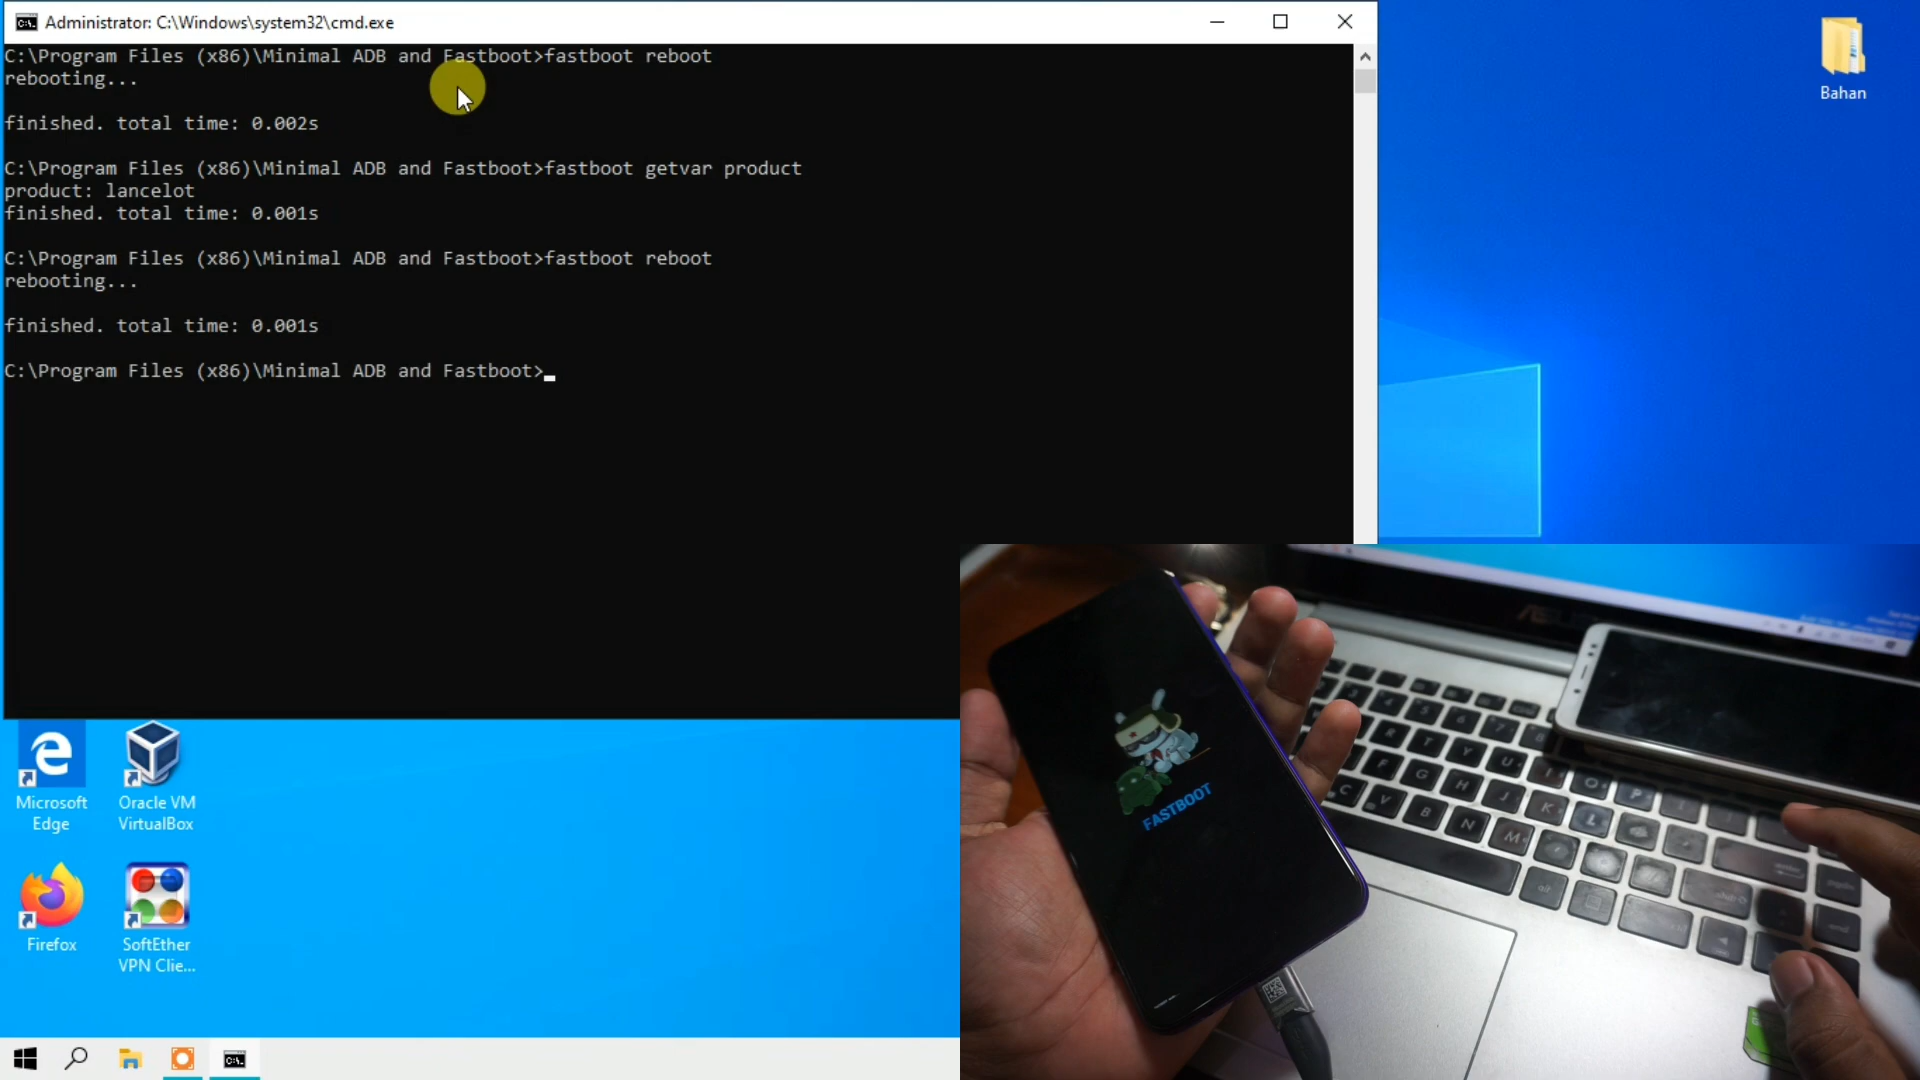 Administrator: C:\Windows\system32\cmd.exe
C:\Program Files (x86)\Minimal ADB and Fastboot>fastboot reboot
rebooting...
finished. total time: 0.002s
C:\Program Files (x86)\Minimal ADB and Fastboot>fastboot getvar product
product: lancelot
finished. total time: 0.001s
C:\Program Files (x86)\Minimal ADB and Fastboot>fastboot reboot
rebooting...
finished. total time: 0.001s
C:\Program Files (x86)\Minimal ADB and Fastboot>
Bahan
Microsoft
Edge
Oracle VM
VirtualBox
Firefox
SoftEther
VPN Clie...
FASTBOOT